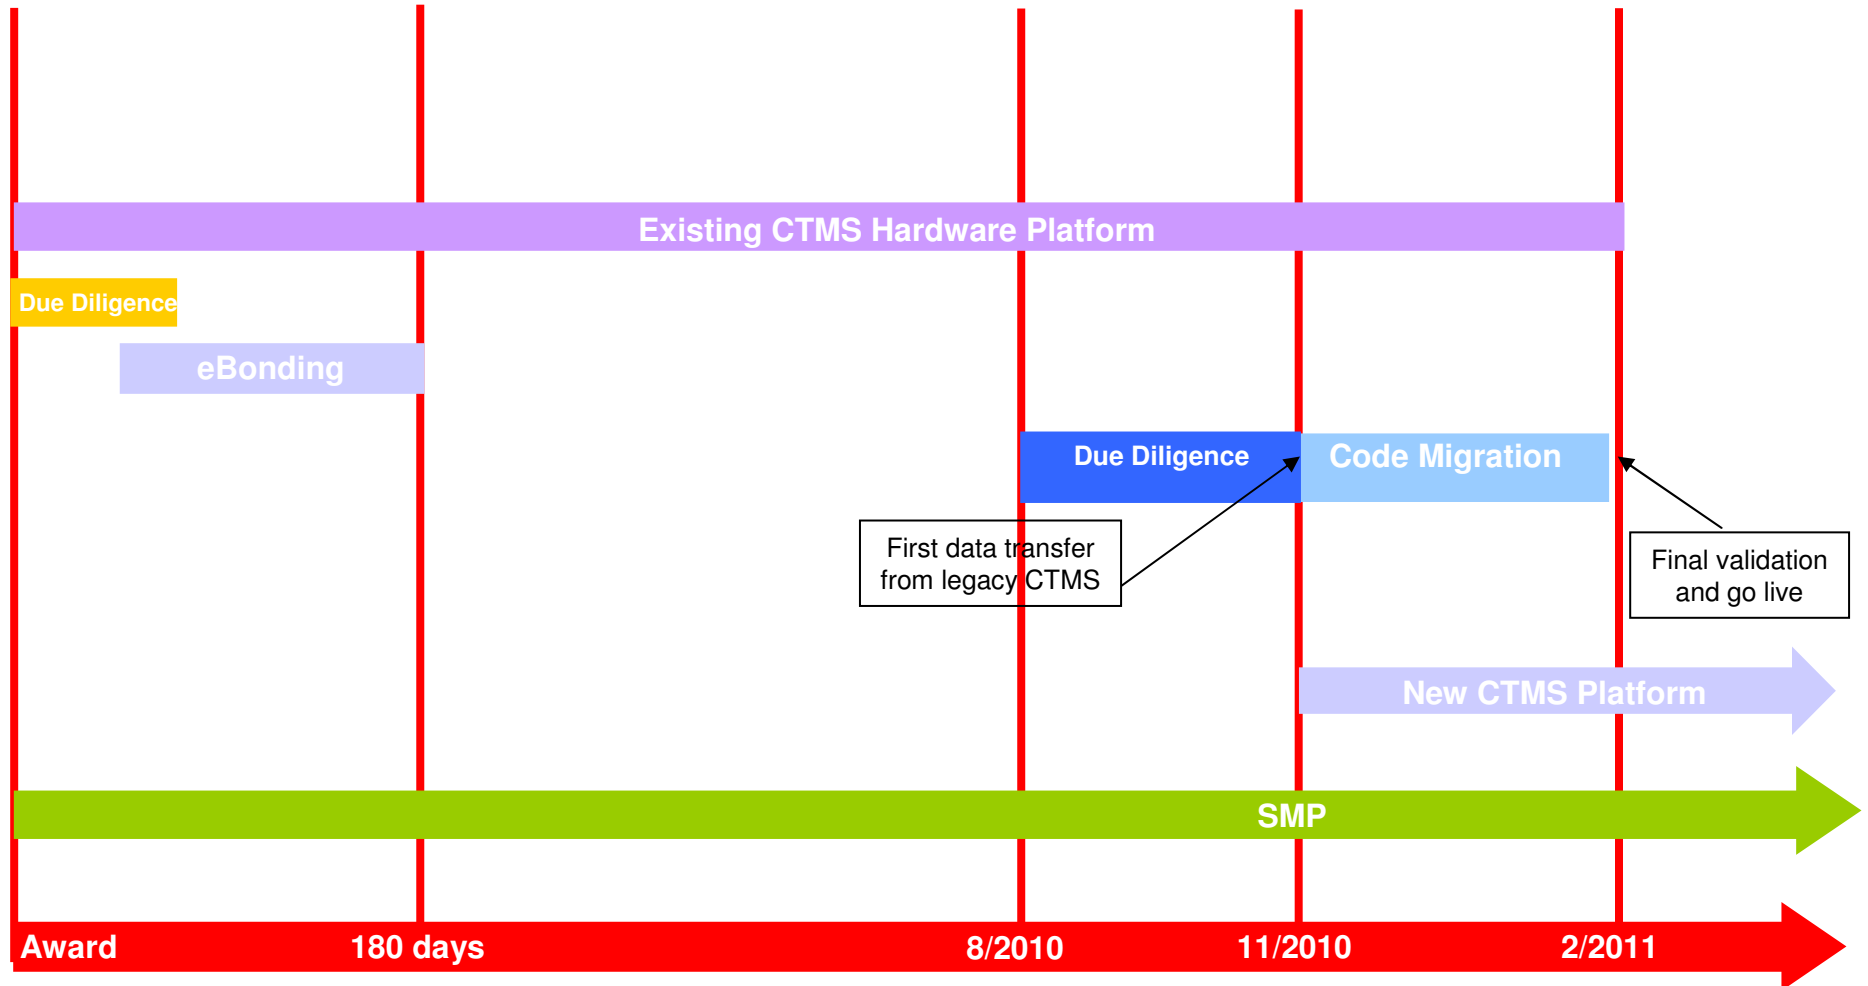 Existing CTMS Hardware Platform
Due Diligence
eBonding
Due Diligence
Code Migration
First data transfer
from legacy CTMS
Final validation
and go live
New CTMS Platform
SMP
Award
180 days
8/2010
11/2010
2/2011